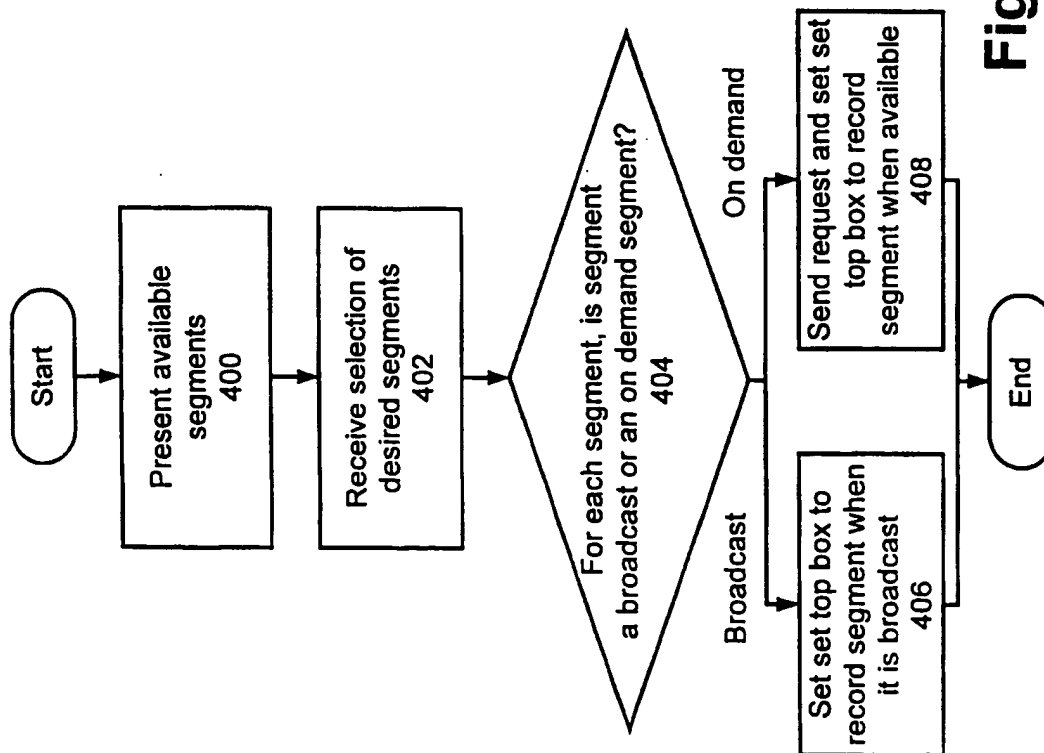 Start
Present available
segments
400
Receive selection of
desired segments
402
For each segment, is segment
a broadcast or an on demand segment?
404
Broadcast
On demand
Set set top box to
record segment when
it is broadcast
406
Send request and set set
top box to record
segment when available
408
End
Fig